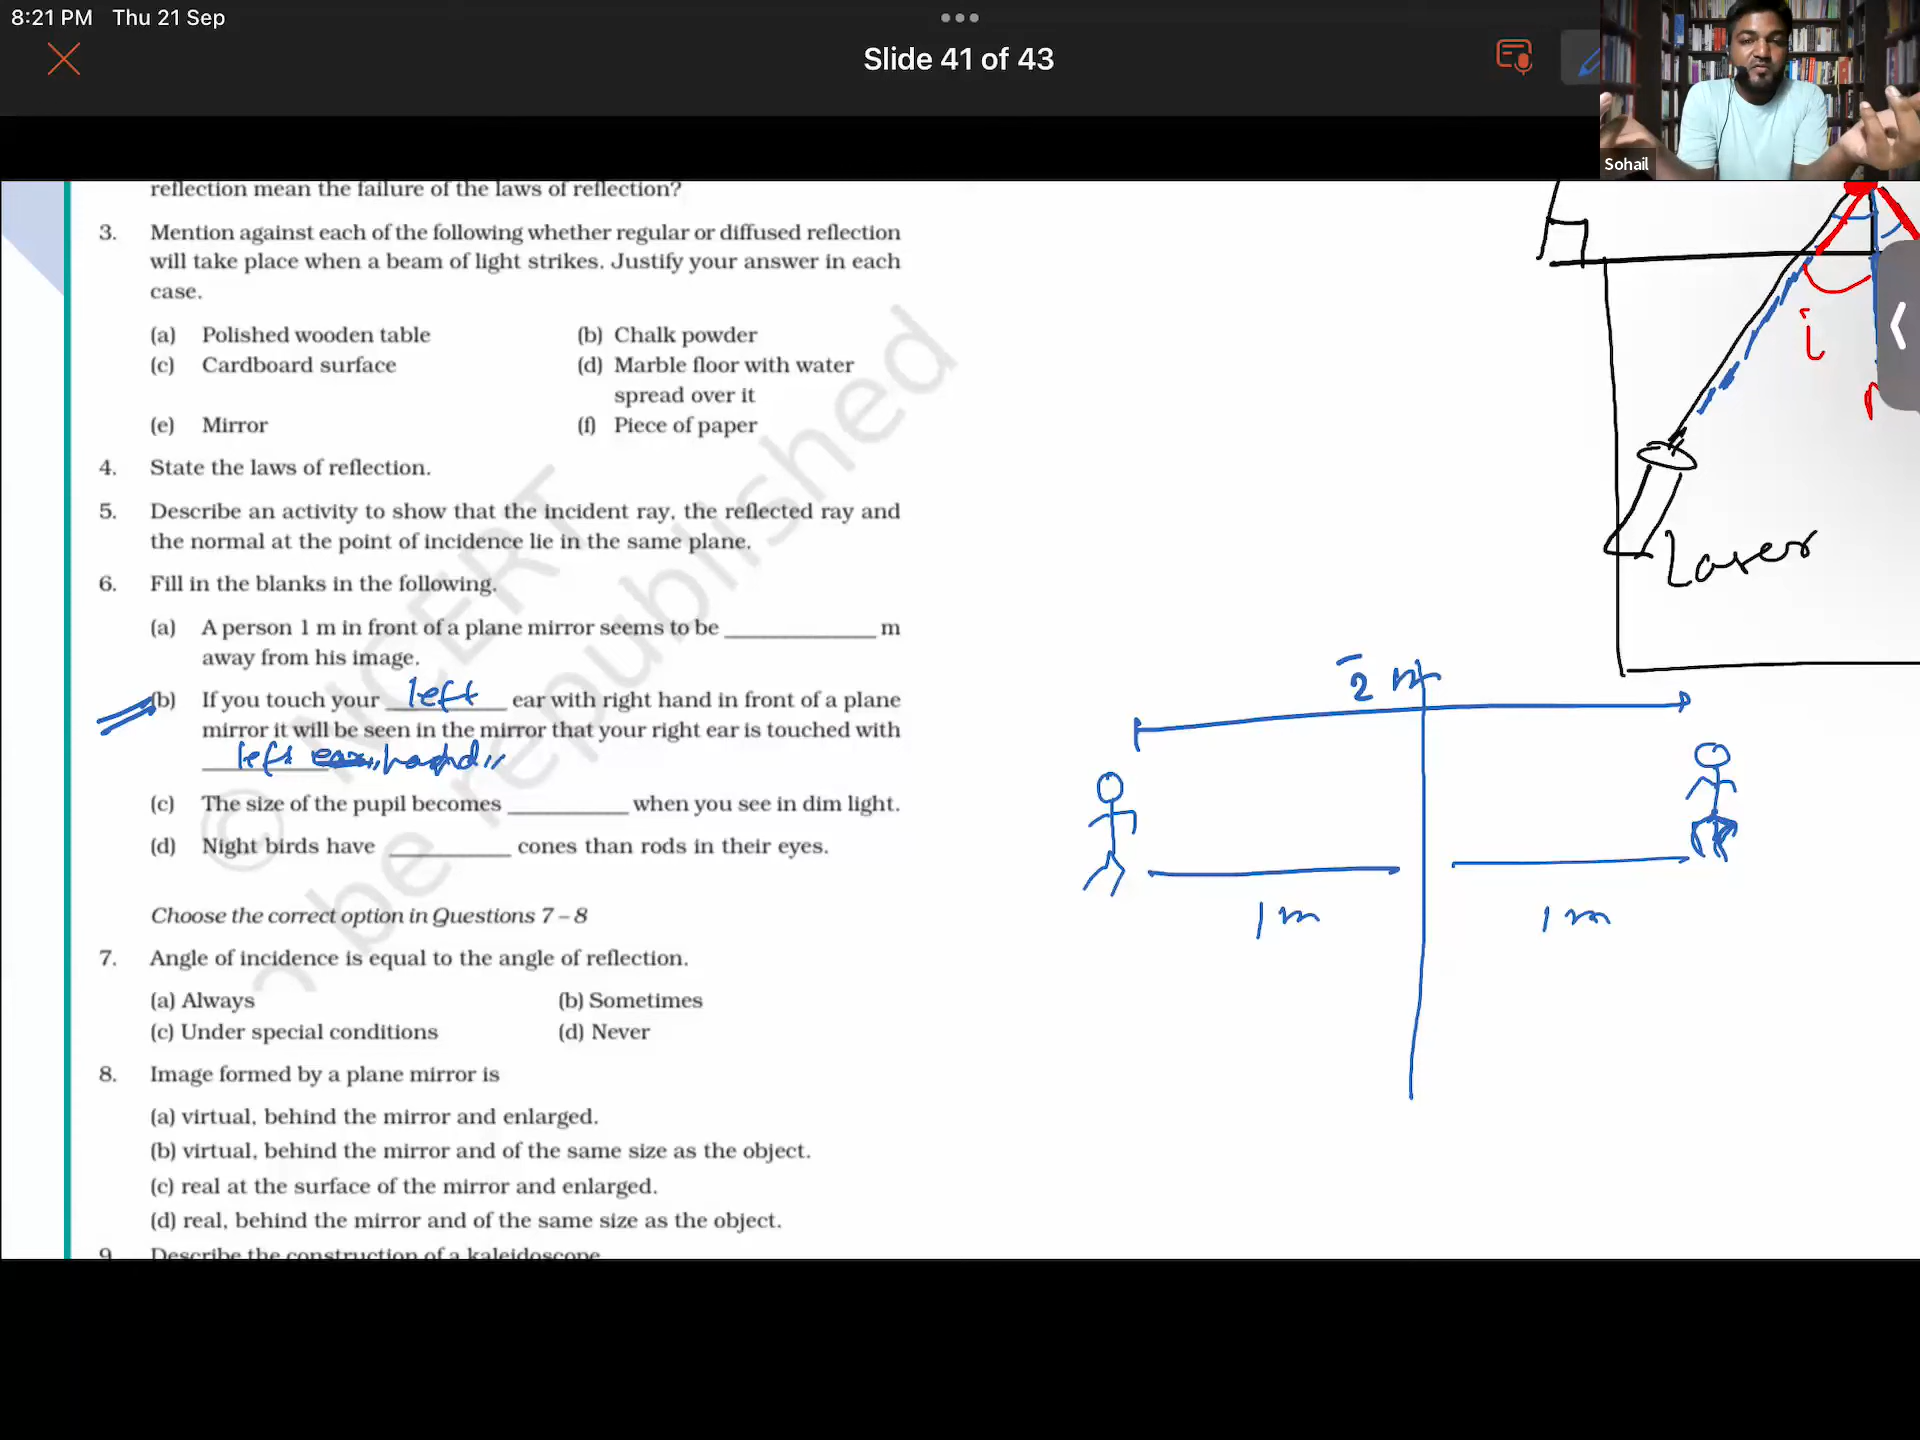 8:21 PM Thu 21 Sep
Slide 41 of 43
Sohail
reflection mean the failure of the laws of reflection?
3. Mention against each of the following whether regular or diffused reflection
will take place when a beam of light strikes. Justify your answer in each
case.
(a) Polished wooden table (b) Chalk powder
(c) Cardboard surface (d) Marble floor with water
spread over it
(e) Mirror (f) Piece of paper
4. State the laws of reflection.
5. Describe an activity to show that the incident ray, the reflected ray and
the normal at the point of incidence lie in the same plane.
6. Fill in the blanks in the following.
(a) A person 1 m in front of a plane mirror seems to be ____________ m
away from his image.
(b) If you touch your left ear with right hand in front of a plane
mirror it will be seen in the mirror that your right ear is touched with
left hand
(c) The size of the pupil becomes __________ when you see in dim light.
(d) Night birds have __________ cones than rods in their eyes.
Choose the correct option in Questions 7 – 8
7. Angle of incidence is equal to the angle of reflection.
(a) Always (b) Sometimes
(c) Under special conditions (d) Never
8. Image formed by a plane mirror is
(a) virtual, behind the mirror and enlarged.
(b) virtual, behind the mirror and of the same size as the object.
(c) real at the surface of the mirror and enlarged.
(d) real, behind the mirror and of the same size as the object.
9. Describe the construction of a kaleidoscope.
© NCERT
be republished
i
Laser
2 m
1 m
1 m